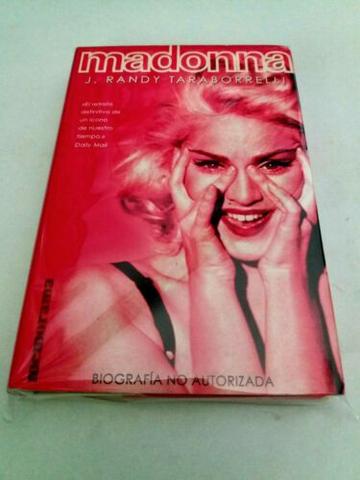 madonna
J. RANDY TARABORRELLI
«El retrato
definitivo de
un icono
de nuestro
tiempo.»
Daily Mail
BIOGRAFÍA NO AUTORIZADA